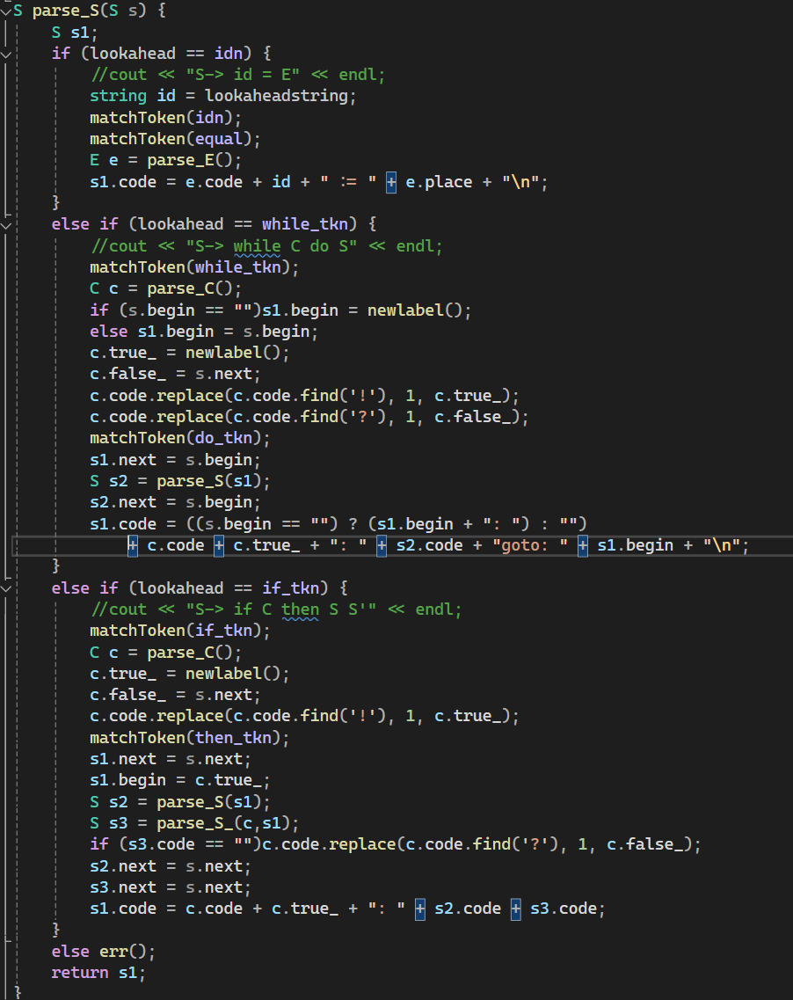 S parse_S(S s) {
    S s1;
    if (lookahead == idn) {
        //cout << "S-> id = E" << endl;
        string id = lookaheadstring;
        matchToken(idn);
        matchToken(equal);
        E e = parse_E();
        s1.code = e.code + id + " := " + e.place + "\n";
    }
    else if (lookahead == while_tkn) {
        //cout << "S-> while C do S" << endl;
        matchToken(while_tkn);
        C c = parse_C();
        if (s.begin == "")s1.begin = newlabel();
        else s1.begin = s.begin;
        c.true_ = newlabel();
        c.false_ = s.next;
        c.code.replace(c.code.find('!'), 1, c.true_);
        c.code.replace(c.code.find('?'), 1, c.false_);
        matchToken(do_tkn);
        s1.next = s.begin;
        S s2 = parse_S(s1);
        s2.next = s.begin;
        s1.code = ((s.begin == "") ? (s1.begin + ": ") : "")
            + c.code + c.true_ + ": " + s2.code + "goto: " + s1.begin + "\n";
    }
    else if (lookahead == if_tkn) {
        //cout << "S-> if C then S S'" << endl;
        matchToken(if_tkn);
        C c = parse_C();
        c.true_ = newlabel();
        c.false_ = s.next;
        c.code.replace(c.code.find('!'), 1, c.true_);
        matchToken(then_tkn);
        s1.next = s.next;
        s1.begin = c.true_;
        S s2 = parse_S(s1);
        S s3 = parse_S_(c,s1);
        if (s3.code == "")c.code.replace(c.code.find('?'), 1, c.false_);
        s2.next = s.next;
        s3.next = s.next;
        s1.code = c.code + c.true_ + ": " + s2.code + s3.code;
    }
    else err();
    return s1;
}